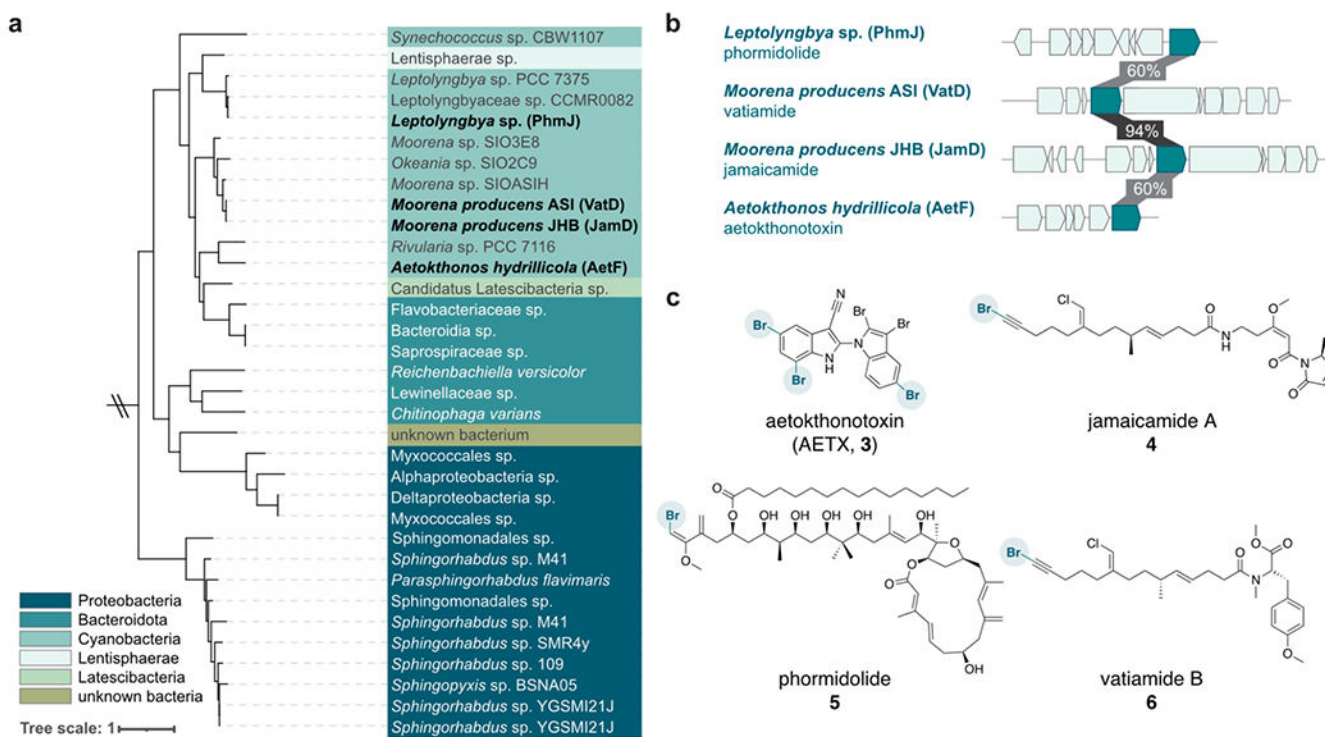 a
Synechococcus sp. CBW1107
Lentisphaerae sp.
Leptolyngbya sp. PCC 7375
Leptolyngbyaceae sp. CCMR0082
Leptolyngbya sp. (PhmJ)
Moorena sp. SIO3E8
Okeania sp. SIO2C9
Moorena sp. SIOASIH
Moorena producens ASI (VatD)
Moorena producens JHB (JamD)
Rivularia sp. PCC 7116
Aetokthonos hydrillicola (AetF)
Candidatus Latescibacteria sp.
Flavobacteriaceae sp.
Bacteroidia sp.
Saprospiraceae sp.
Reichenbachiella versicolor
Lewinellaceae sp.
Chitinophaga varians
unknown bacterium
Myxococcales sp.
Alphaproteobacteria sp.
Deltaproteobacteria sp.
Myxococcales sp.
Sphingomonadales sp.
Sphingorhabdus sp. M41
Parasphingorhabdus flavimaris
Sphingomonadales sp.
Sphingorhabdus sp. M41
Sphingorhabdus sp. SMR4y
Sphingorhabdus sp. 109
Sphingopyxis sp. BSNA05
Sphingorhabdus sp. YGSMI21J
Sphingorhabdus sp. YGSMI21J
Proteobacteria
Bacteroidota
Cyanobacteria
Lentisphaerae
Latescibacteria
unknown bacteria
Tree scale: 1
b
Leptolyngbya sp. (PhmJ)
phormidolide
60%
Moorena producens ASI (VatD)
vatiamide
94%
Moorena producens JHB (JamD)
jamaicamide
60%
Aetokthonos hydrillicola (AetF)
aetokthonotoxin
c
N
Br
Br
Br
N
N
H
Br
Br
aetokthonotoxin
(AETX, 3)
Br
Cl
O
N
H
O
O
N
O
jamaicamide A
4
O
O
Br
O
OH
OH
OH
OH
OH
O
O
O
OH
phormidolide
5
Br
Cl
O
N
O
O
O
vatiamide B
6